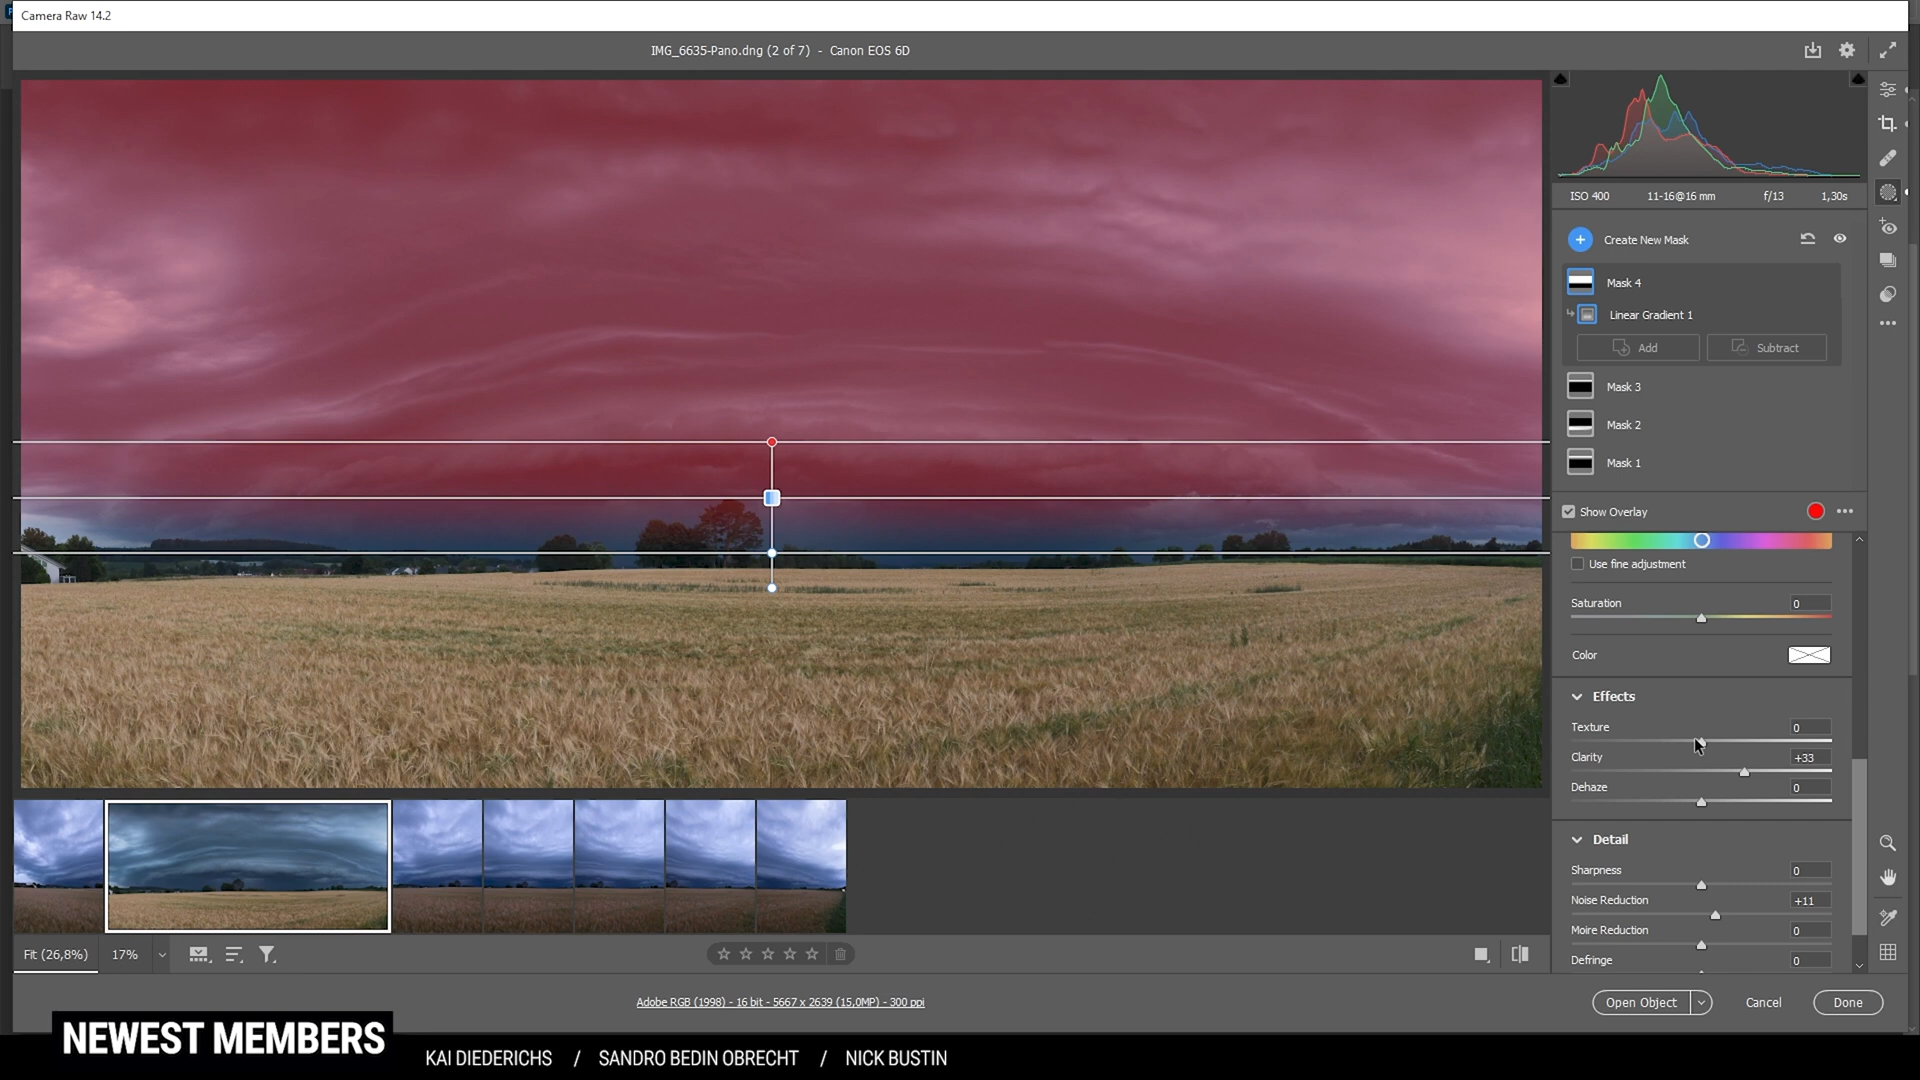 Camera Raw 14.2
IMG_6635-Pano.dng (2 of 7) - Canon EOS 6D
ISO 400 11-16@16 mm f/13 1,30s
Create New Mask
Mask 4
Linear Gradient 1
Add Subtract
Mask 3
Mask 2
Mask 1
Show Overlay
Use fine adjustment
Saturation 0
Color
Effects
Texture 0
Clarity +33
Dehaze 0
Detail
Sharpness 0
Noise Reduction +11
Moire Reduction 0
Defringe 0
Fit (26,8%) 17%
Adobe RGB (1998) - 16 bit - 5667 x 2639 (15,0MP) - 300 ppi
Open Object Cancel Done
NEWEST MEMBERS
KAI DIEDERICHS / SANDRO BEDIN OBRECHT / NICK BUSTIN